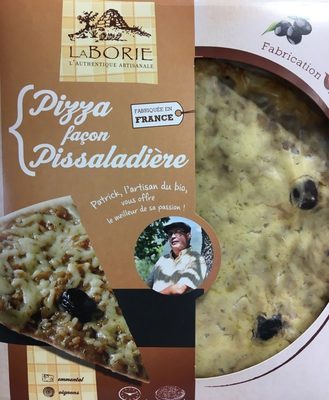 LABORIE
L'AUTHENTIQUE ARTISANALE
Fabrication
Pizza
façon
Pissaladière
FABRIQUÉE EN
FRANCE
Patrick, l'artisan du bio,
vous offre
le meilleur de sa passion !
emmental
oignons